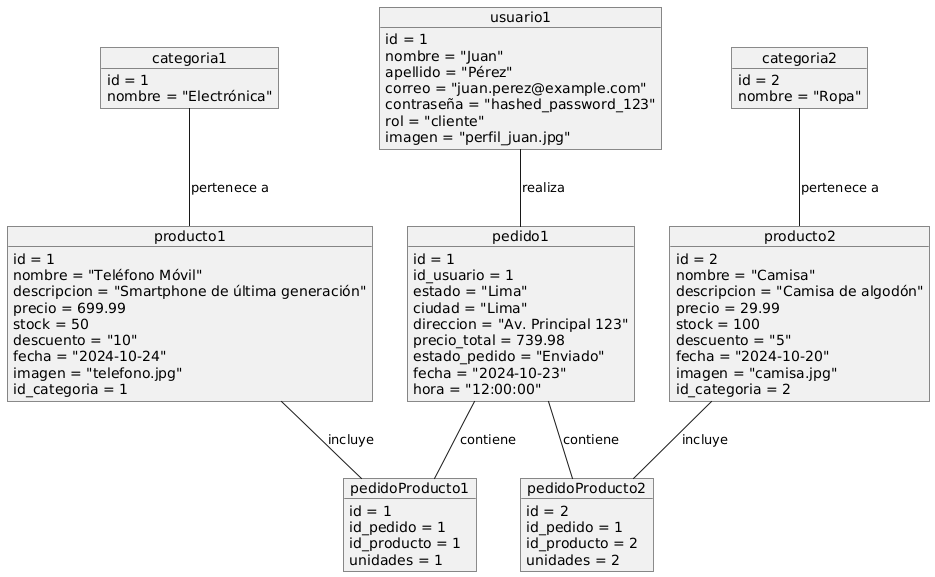 categoria1
id = 1
nombre = "Electrónica"
usuario1
id = 1
nombre = "Juan"
apellido = "Pérez"
correo = "juan.perez@example.com"
contraseña = "hashed_password_123"
rol = "cliente"
imagen = "perfil_juan.jpg"
categoria2
id = 2
nombre = "Ropa"
pertenece a
realiza
pertenece a
producto1
id = 1
nombre = "Teléfono Móvil"
descripcion = "Smartphone de última generación"
precio = 699.99
stock = 50
descuento = "10"
fecha = "2024-10-24"
imagen = "telefono.jpg"
id_categoria = 1
pedido1
id = 1
id_usuario = 1
estado = "Lima"
ciudad = "Lima"
direccion = "Av. Principal 123"
precio_total = 739.98
estado_pedido = "Enviado"
fecha = "2024-10-23"
hora = "12:00:00"
producto2
id = 2
nombre = "Camisa"
descripcion = "Camisa de algodón"
precio = 29.99
stock = 100
descuento = "5"
fecha = "2024-10-20"
imagen = "camisa.jpg"
id_categoria = 2
incluye
contiene
contiene
incluye
pedidoProducto1
id = 1
id_pedido = 1
id_producto = 1
unidades = 1
pedidoProducto2
id = 2
id_pedido = 1
id_producto = 2
unidades = 2